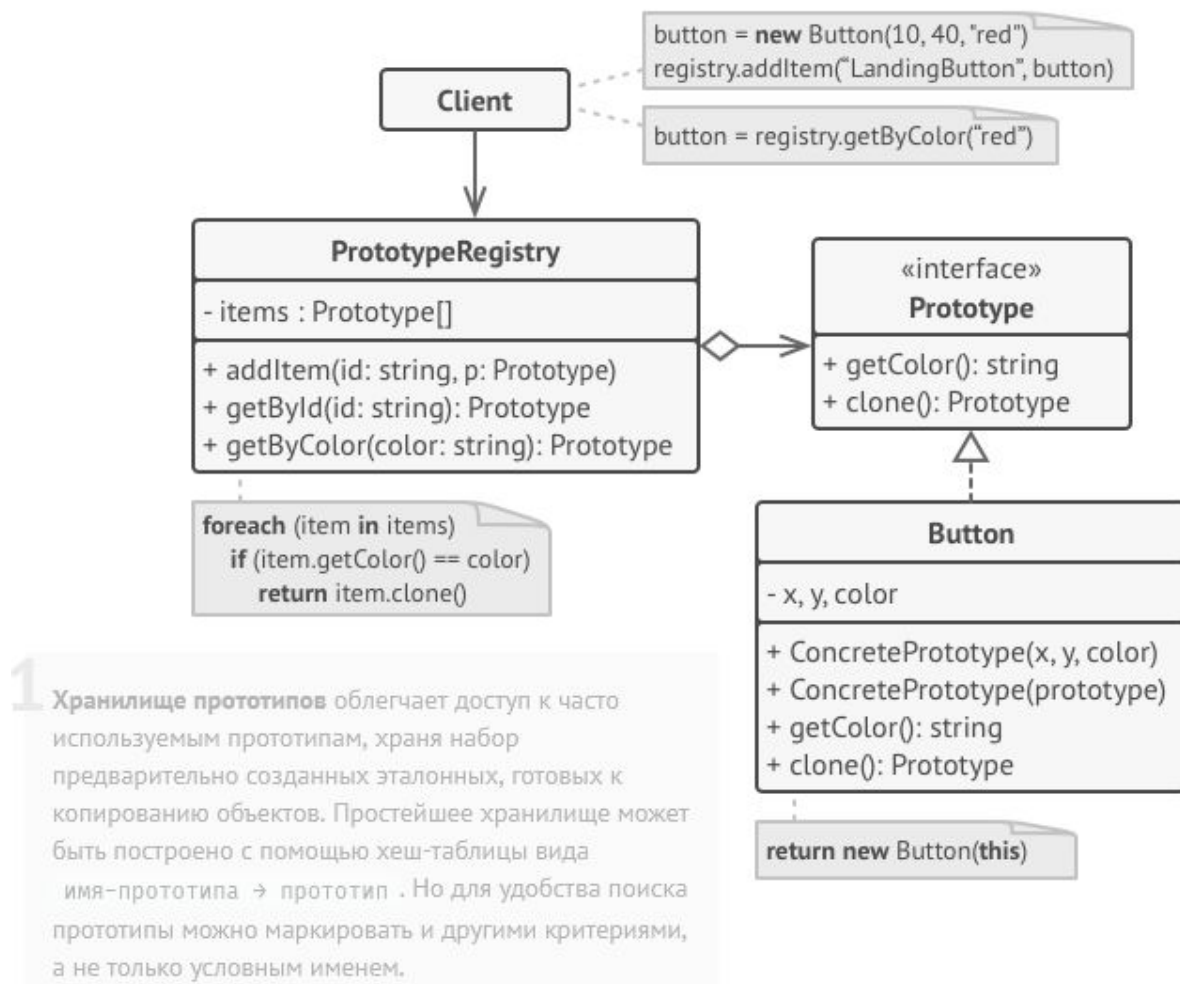 button = new Button(10, 40, "red")
registry.addItem(“LandingButton”, button)
Client
button = registry.getByColor(“red”)
PrototypeRegistry
- items : Prototype[]
+ addItem(id: string, p: Prototype)
+ getById(id: string): Prototype
+ getByColor(color: string): Prototype
«interface»
Prototype
+ getColor(): string
+ clone(): Prototype
foreach (item in items)
if (item.getColor() == color)
return item.clone()
Button
- x, y, color
+ ConcretePrototype(x, y, color)
+ ConcretePrototype(prototype)
+ getColor(): string
+ clone(): Prototype
return new Button(this)
1
Хранилище прототипов облегчает доступ к часто
используемым прототипам, храня набор
предварительно созданных эталонных, готовых к
копированию объектов. Простейшее хранилище может
быть построено с помощью хеш-таблицы вида
имя-прототипа → прототип . Но для удобства поиска
прототипы можно маркировать и другими критериями,
а не только условным именем.